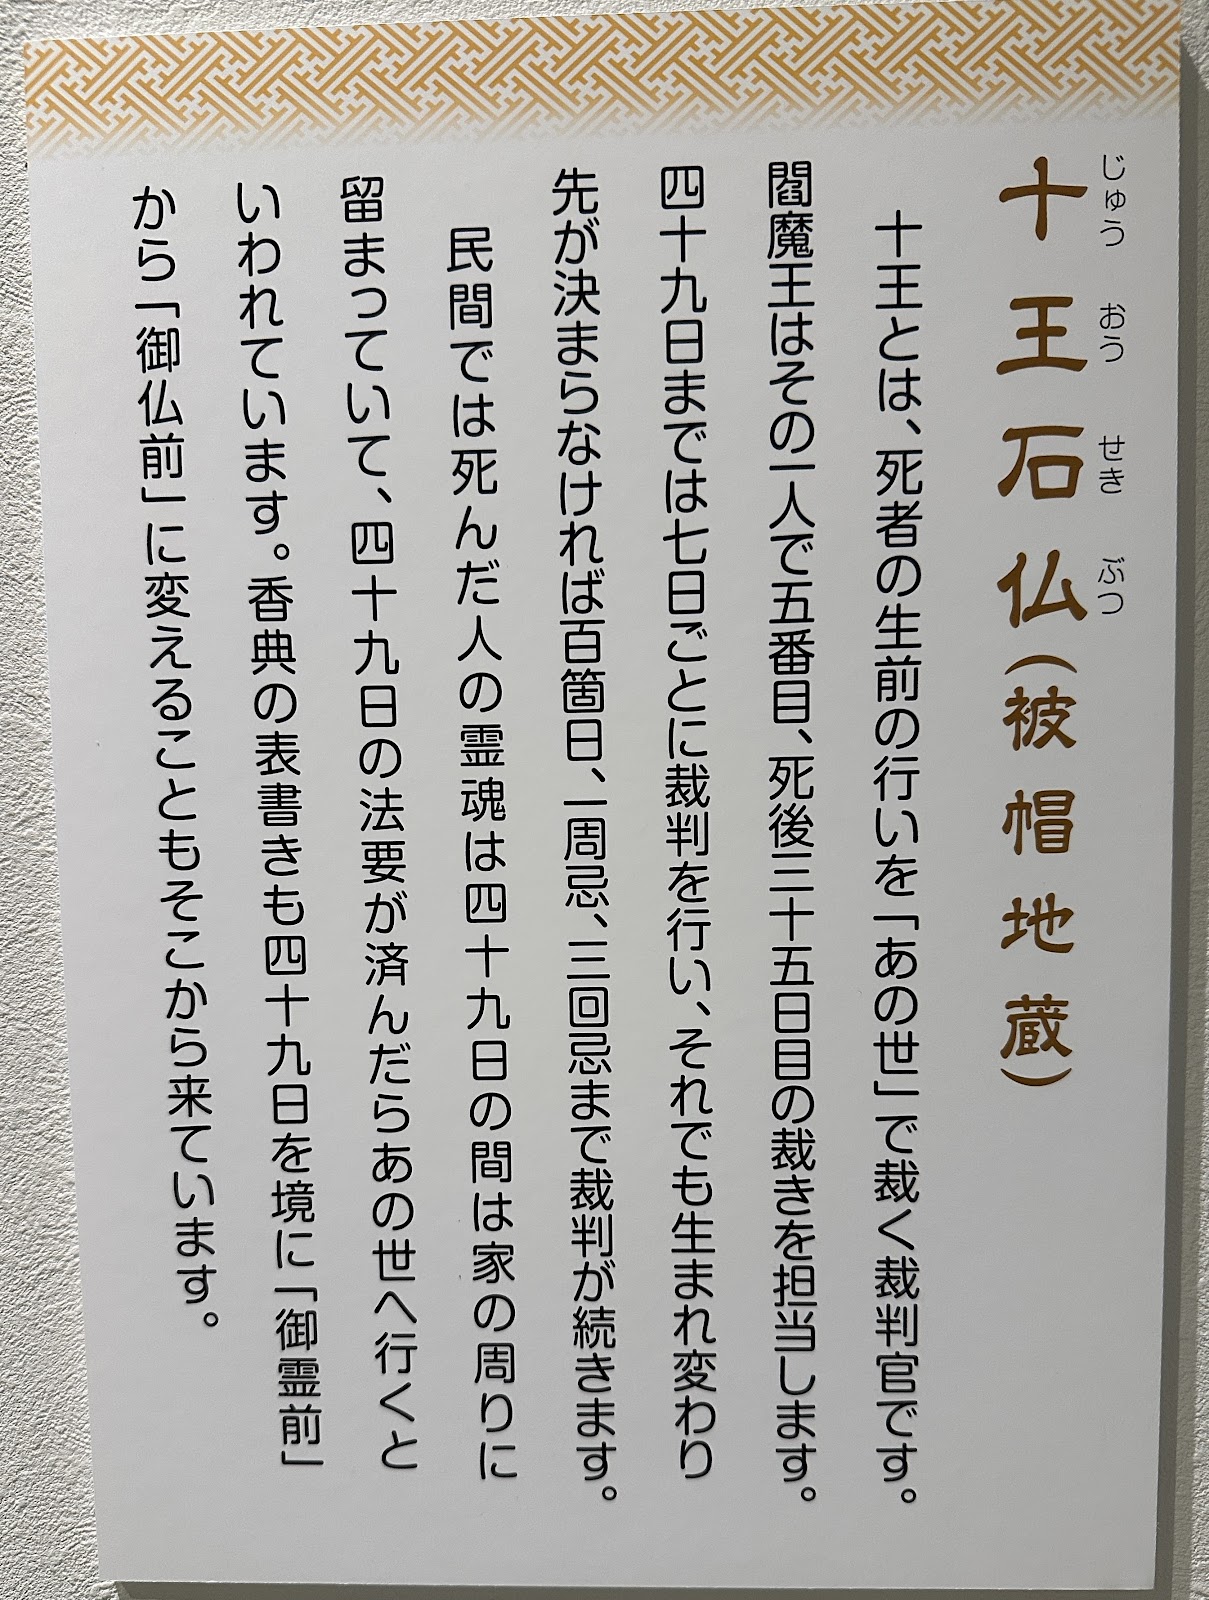 十王石仏(被帽地蔵)
じゅう おう せき ぶつ
十王とは、死者の生前の行いを「あの世」で裁く裁判官です。
閻魔王はその一人で五番目、死後三十五日目の裁きを担当します。
四十九日までは七日ごとに裁判を行い、それでも生まれ変わり
先が決まらなければ百箇日、一周忌、三回忌まで裁判が続きます。
民間では死んだ人の霊魂は四十九日の間は家の周りに
留まっていて、四十九日の法要が済んだらあの世へ行くと
いわれています。香典の表書きも四十九日を境に「御霊前」
から「御仏前」に変えることもそこから来ています。